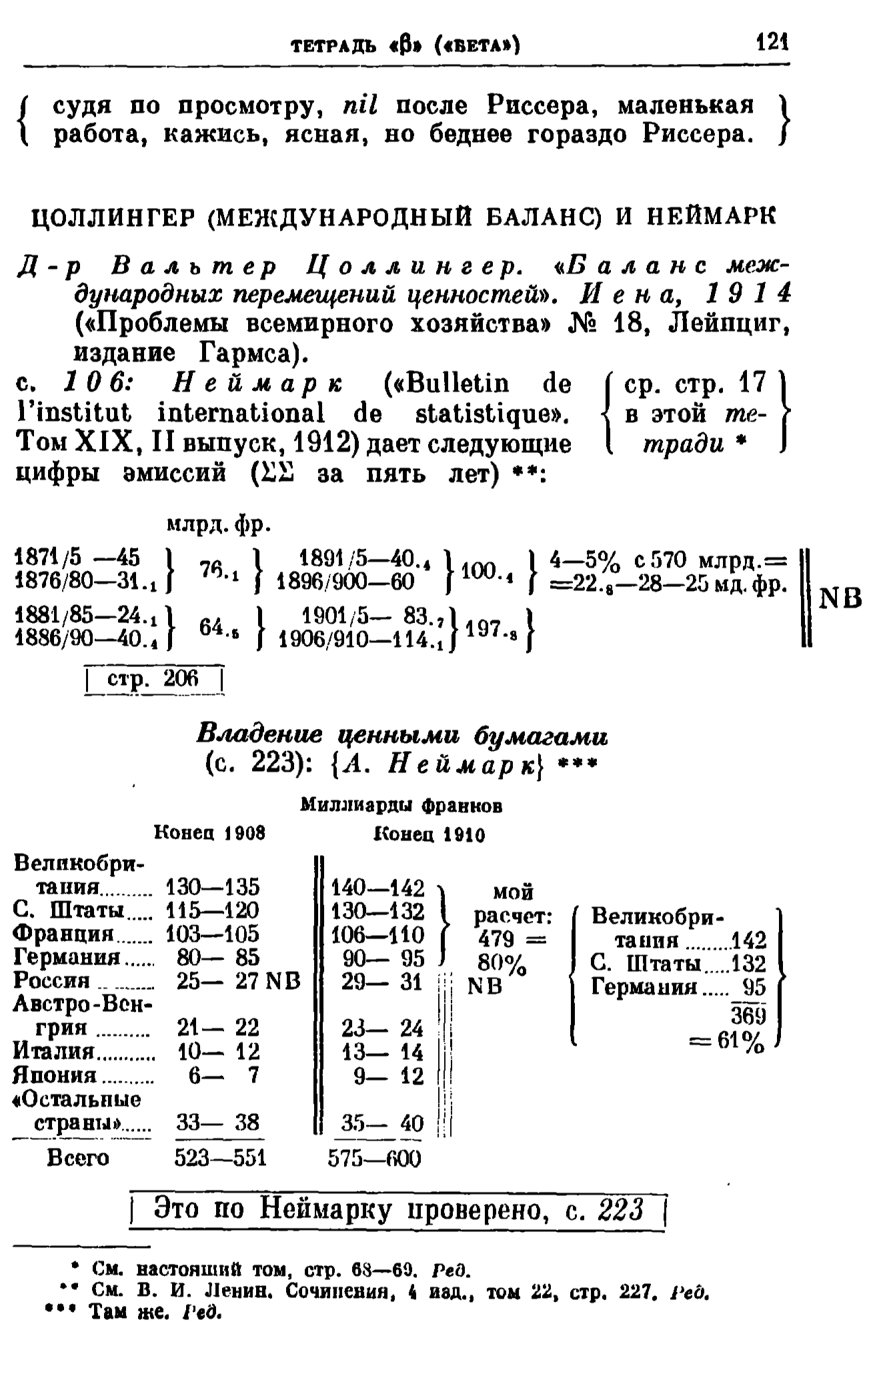 ТЕТРАДЬ «β» («БЕТА») 121
судя по просмотру, nil после Риссера, маленькая
работа, кажись, ясная, но беднее гораздо Риссера.
ЦОЛЛИНГЕР (МЕЖДУНАРОДНЫЙ БАЛАНС) И НЕЙМАРК
Д-р Вальтер Цоллингер. «Баланс меж-
дународных перемещений ценностей». Иена, 1914
(«Проблемы всемирного хозяйства» № 18, Лейпциг,
издание Гармса).
с. 106: Неймарк («Bulletin de
l’institut international de statistique».
Том XIX, II выпуск, 1912) дает следующие
цифры эмиссий (ΣΣ за пять лет) **:
{ ср. стр. 17 }
в этой те-
тради *
млрд. фр.
1871/5 —45 } 76.1 } 1891/5—40.4 } 100.4 } 4—5% с 570 млрд.=
1876/80—31.1 } 1896/900—60 } =22.8—28—25 мд. фр.
NB
1881/85—24.1 } 64.5 } 1901/5— 83.7 } 197.8 }
1886/90—40.4 } 1906/910—114.1 }
| стр. 206 |
Владение ценными бумагами
(с. 223): {А. Неймарк} ***
Миллиарды франков
Конец 1908 Конец 1910
Великобри-
тания......... 130—135 140—142
С. Штаты..... 115—120 130—132
Франция...... 103—105 106—110
Германия...... 80— 85 90— 95
Россия ......... 25— 27 NB 29— 31
Австро-Вен-
грия .......... 21— 22 23— 24
Италия........... 10— 12 13— 14
Япония.......... 6— 7 9— 12
«Остальные
страны»...... 33— 38 35— 40
Всего 523—551 575—600
мой
расчет:
479 =
80%
NB
Великобри-
тания ........142
С. Штаты.....132
Германия..... 95
369
=61%
| Это по Неймарку проверено, с. 223 |
* См. настоящий том, стр. 68—69. Ред.
** См. В. И. Ленин. Сочинения, 4 изд., том 22, стр. 227. Ред.
*** Там же. Ред.